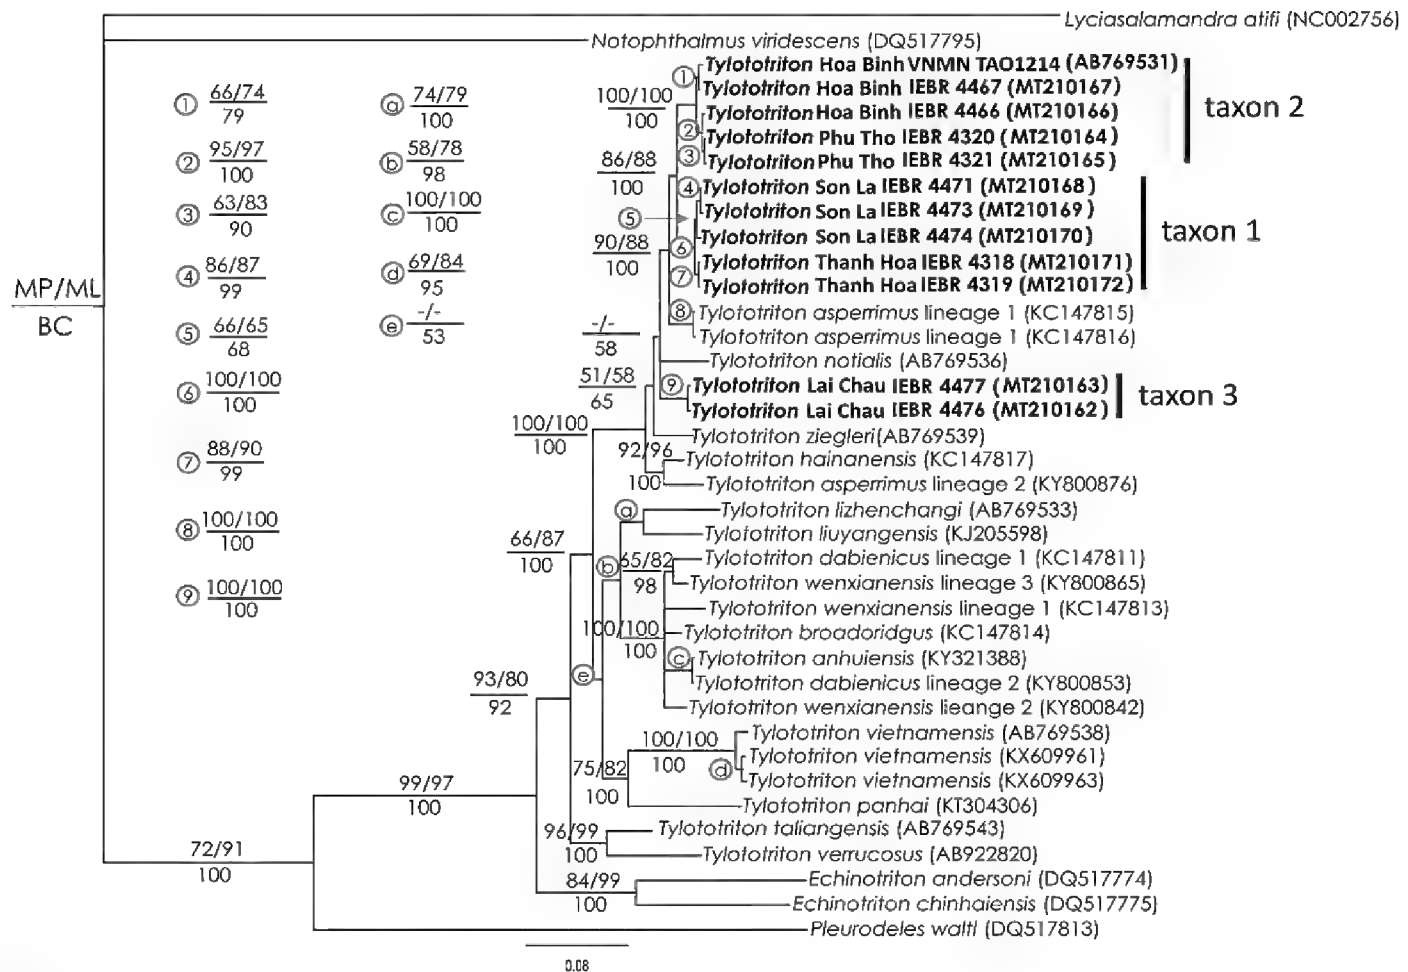 Lyciasalamandra atifi (NC002756)
Notophthalmus viridescens (DQ517795)
Tylototriton Hoa Binh VNMN TAO1214 (AB769531)
Tylototriton Hoa Binh IEBR 4467 (MT210167)
Tylototriton Hoa Binh IEBR 4466 (MT210166)
Tylototriton Phu Tho IEBR 4320 (MT210164)
Tylototriton Phu Tho IEBR 4321 (MT210165)
taxon 2
Tylototriton Son La IEBR 4471 (MT210168)
Tylototriton Son La IEBR 4473 (MT210169)
Tylototriton Son La IEBR 4474 (MT210170)
Tylototriton Thanh Hoa IEBR 4318 (MT210171)
Tylototriton Thanh Hoa IEBR 4319 (MT210172)
taxon 1
Tylototriton asperrimus lineage 1 (KC147815)
Tylototriton asperrimus lineage 1 (KC147816)
Tylototriton notialis (AB769536)
Tylototriton Lai Chau IEBR 4477 (MT210163)
Tylototriton Lai Chau IEBR 4476 (MT210162)
taxon 3
Tylototriton ziegleri(AB769539)
Tylototriton hainanensis (KC147817)
Tylototriton asperrimus lineage 2 (KY800876)
Tylototriton lizhenchangi (AB769533)
Tylototriton liuyangensis (KJ205598)
Tylototriton dabienicus lineage 1 (KC147811)
Tylototriton wenxianensis lineage 3 (KY800865)
Tylototriton wenxianensis lineage 1 (KC147813)
Tylototriton broadoridgus (KC147814)
Tylototriton anhuiensis (KY321388)
Tylototriton dabienicus lineage 2 (KY800853)
Tylototriton wenxianensis lieange 2 (KY800842)
Tylototriton vietnamensis (AB769538)
Tylototriton vietnamensis (KX609961)
Tylototriton vietnamensis (KX609963)
Tylototriton panhai (KT304306)
Tylototriton taliangensis (AB769543)
Tylototriton verrucosus (AB922820)
Echinotriton andersoni (DQ517774)
Echinotriton chinhaiensis (DQ517775)
Pleurodeles waltl (DQ517813)
MP/ML
BC
1 66/74
79
2 95/97
100
3 63/83
90
4 86/87
99
5 66/65
68
6 100/100
100
7 88/90
99
8 100/100
100
9 100/100
100
a 74/79
100
b 58/78
98
c 100/100
100
d 69/84
95
e -/-
53
100/100
100
86/88
100
90/88
100
-/-
58
51/58
65
100/100
100
92/96
100
66/87
100
65/82
98
100/100
100
93/80
92
100/100
100
75/82
100
99/97
100
96/99
100
72/91
100
84/99
100
1
2
3
4
5
6
7
8
9
a
b
c
e
d
0.08